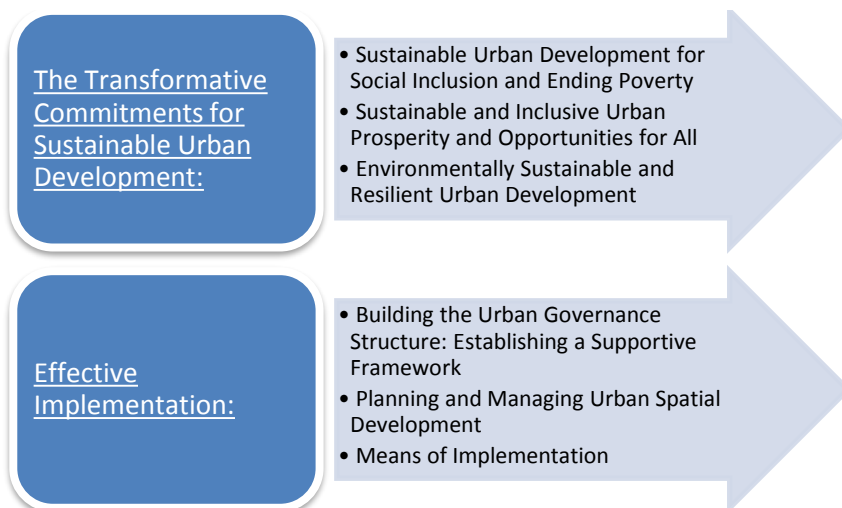 The Transformative
Commitments for
Sustainable Urban
Development:
• Sustainable Urban Development for
Social Inclusion and Ending Poverty
• Sustainable and Inclusive Urban
Prosperity and Opportunities for All
• Environmentally Sustainable and
Resilient Urban Development
Effective
Implementation:
• Building the Urban Governance
Structure: Establishing a Supportive
Framework
• Planning and Managing Urban Spatial
Development
• Means of Implementation